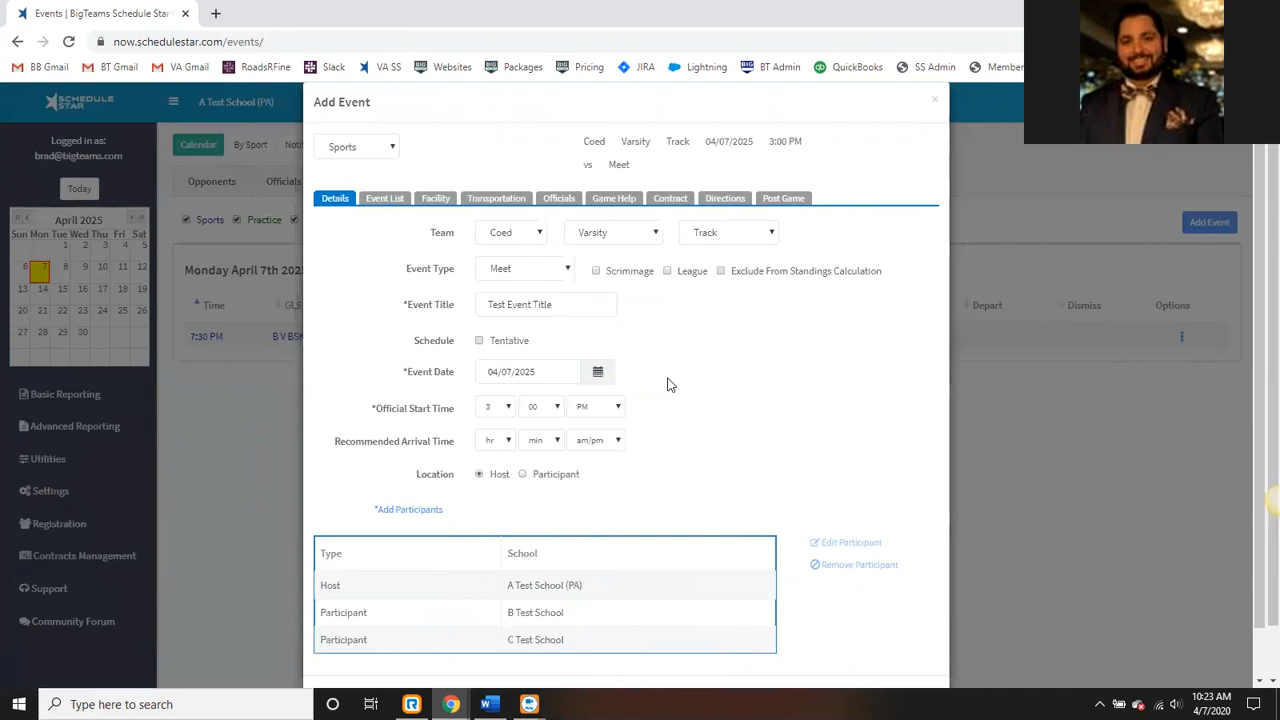 Events | BigTeams Schedule Star
now.schedulestar.com/events/
BB Gmail BT Gmail VA Gmail RoadsRFine Slack VA SS Websites Packages Pricing JIRA Lightning BT Admin QuickBooks SS Admin
SCHEDULE STAR A Test School (PA)
Add Event
Logged in as:
brad@bigteams.com
Today
Calendar By Sport
Opponents Officials
Sports Coed Varsity Track 04/07/2025 3:00 PM
vs Meet
Details Event List Facility Transportation Officials Game Help Contract Directions Post Game
April 2025
Sun Mon Tue Wed Thu Fri Sat
1 2 3 4 5
6 7 8 9 10 11 12
13 14 15 16 17 18 19
20 21 22 23 24 25 26
27 28 29 30
Sports Practice
Add Event
Monday April 7th 202
Time GLS Depart Dismiss Options
7:30 PM B V BSK
Team Coed Varsity Track
Event Type Meet Scrimmage League Exclude From Standings Calculation
*Event Title Test Event Title
Schedule Tentative
*Event Date 04/07/2025
*Official Start Time 3 00 PM
Recommended Arrival Time hr min am/pm
Location Host Participant
*Add Participants
Type School
Host A Test School (PA)
Participant B Test School
Participant C Test School
Edit Participant
Remove Participant
Basic Reporting
Advanced Reporting
Utilities
Settings
Registration
Contracts Management
Support
Community Forum
Type here to search
10:23 AM
4/7/2020